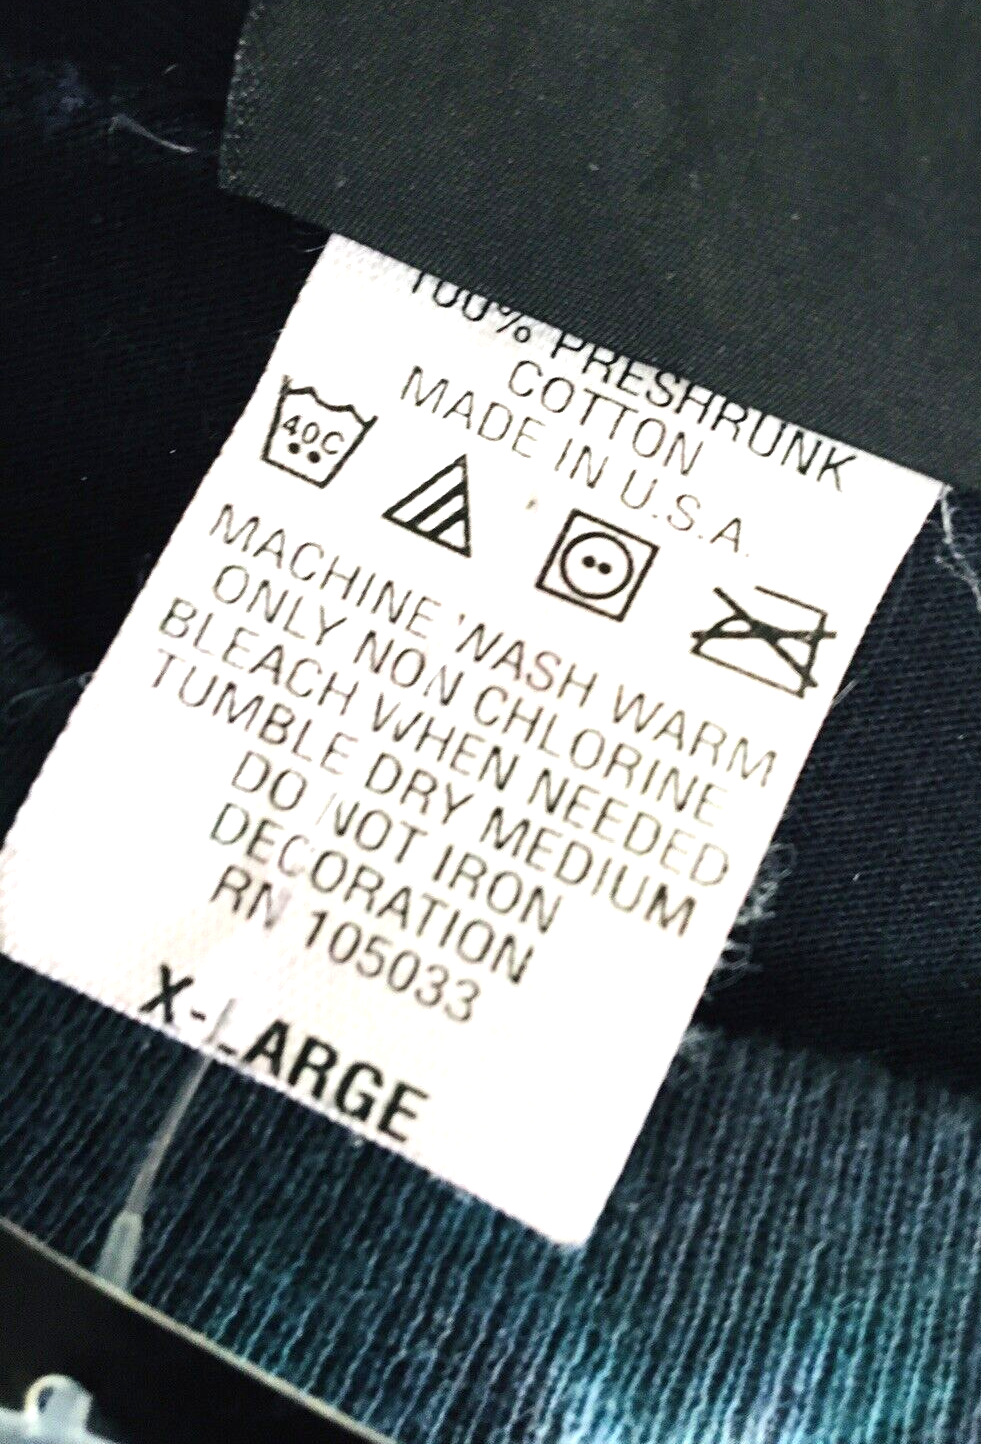 100% PRESHRUNK
COTTON
MADE IN U.S.A.
40C
MACHINE WASH WARM
ONLY NON CHLORINE
BLEACH WHEN NEEDED
TUMBLE DRY MEDIUM
DO NOT IRON
DECORATION
RN 105033
X-LARGE